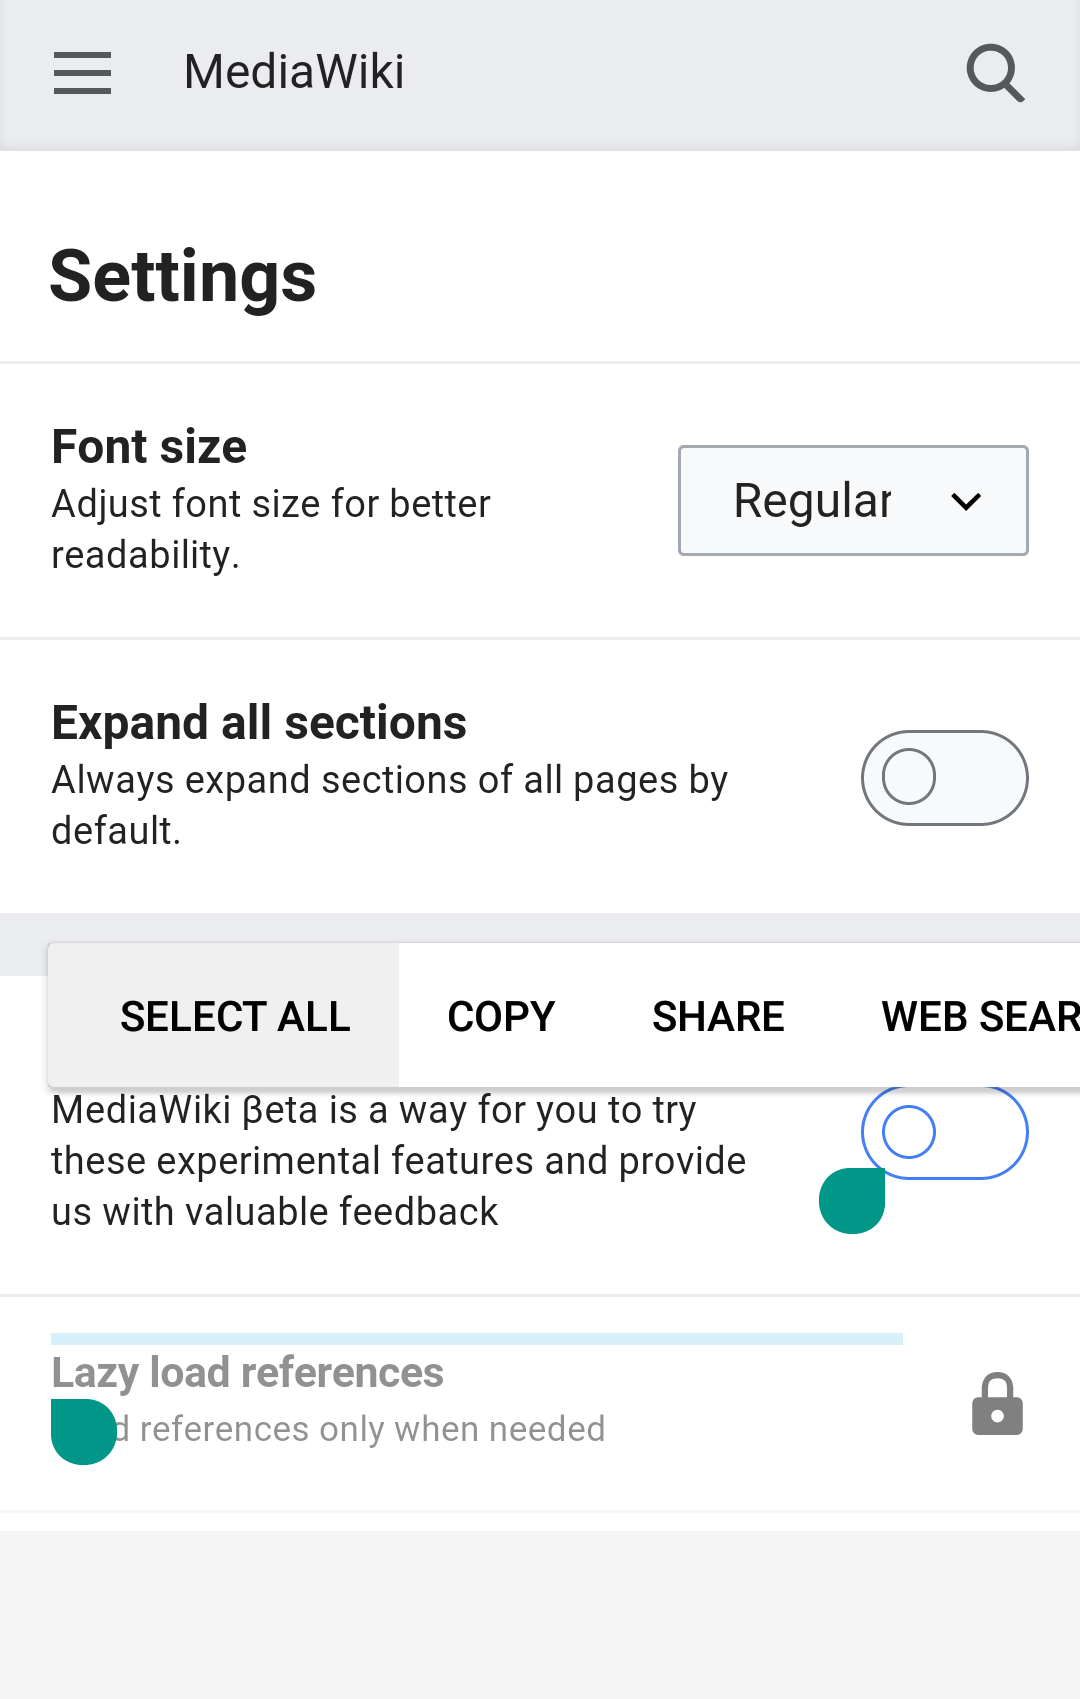 MediaWiki
Settings
Font size
Adjust font size for better
readability.
Regular
Expand all sections
Always expand sections of all pages by
default.
SELECT ALL COPY SHARE WEB SEAR
MediaWiki βeta is a way for you to try
these experimental features and provide
us with valuable feedback
Lazy load references
references only when needed